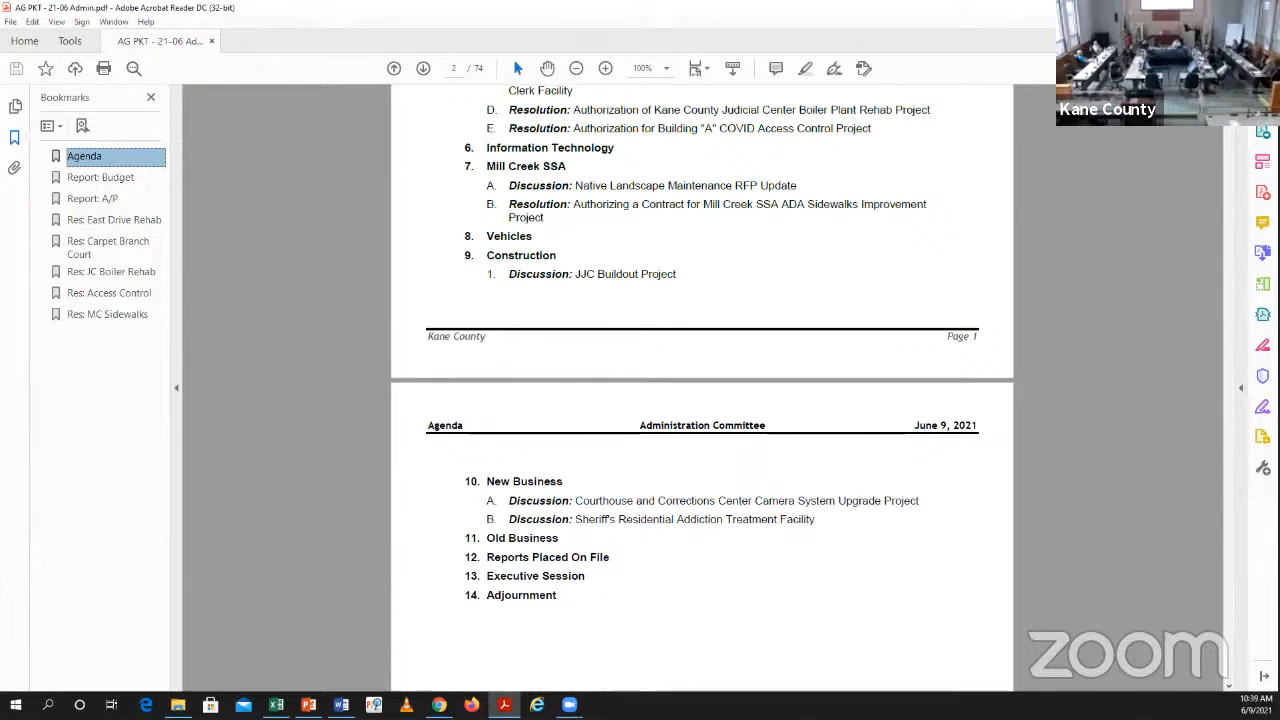 AG PKT - 21-06 Admin.pdf - Adobe Acrobat Reader DC (32-bit)
File Edit View Sign Window Help
Home Tools AG PKT - 21-06 Ad... ×
2 / 74 100%
Kane County
Bookmarks
Agenda
Report: Budget
Report: A/P
Res: East Drive Rehab
Res: Carpet Branch
Court
Res: JC Boiler Rehab
Res: Access Control
Res: MC Sidewalks
Clerk Facility
D. Resolution: Authorization of Kane County Judicial Center Boiler Plant Rehab Project
E. Resolution: Authorization for Building "A" COVID Access Control Project
6. Information Technology
7. Mill Creek SSA
A. Discussion: Native Landscape Maintenance RFP Update
B. Resolution: Authorizing a Contract for Mill Creek SSA ADA Sidewalks Improvement
Project
8. Vehicles
9. Construction
1. Discussion: JJC Buildout Project
Kane County Page 1
Agenda Administration Committee June 9, 2021
10. New Business
A. Discussion: Courthouse and Corrections Center Camera System Upgrade Project
B. Discussion: Sheriff's Residential Addiction Treatment Facility
11. Old Business
12. Reports Placed On File
13. Executive Session
14. Adjournment
zoom
10:39 AM
6/9/2021